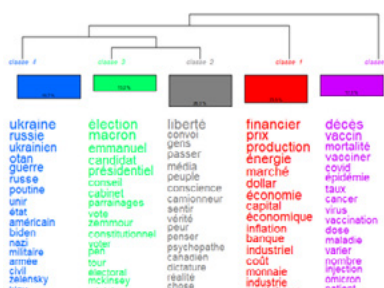 classe 4 classe 3 classe 2 classe 1 classe
ukraine élection liberté financier décès
russie macron convoi prix vaccin
ukrainien emmanuel gens production mortalité
otan candidat passer énergie vacciner
guerre présidentiel média marché covid
russe conseil peuple dollar épidémie
poutine cabinet conscience économie taux
unir parrainages camionneur capital cancer
état vote sentir économique virus
américain zemmour vérité inflation vaccination
biden constitutionnel peur banque dose
nazi voter penser industriel maladie
militaire pen psychopathe coût varier
armée tour canadien monnaie nombre
civil electoral dictature industrie injection
zelensky mckinsey réalité omicron
chose